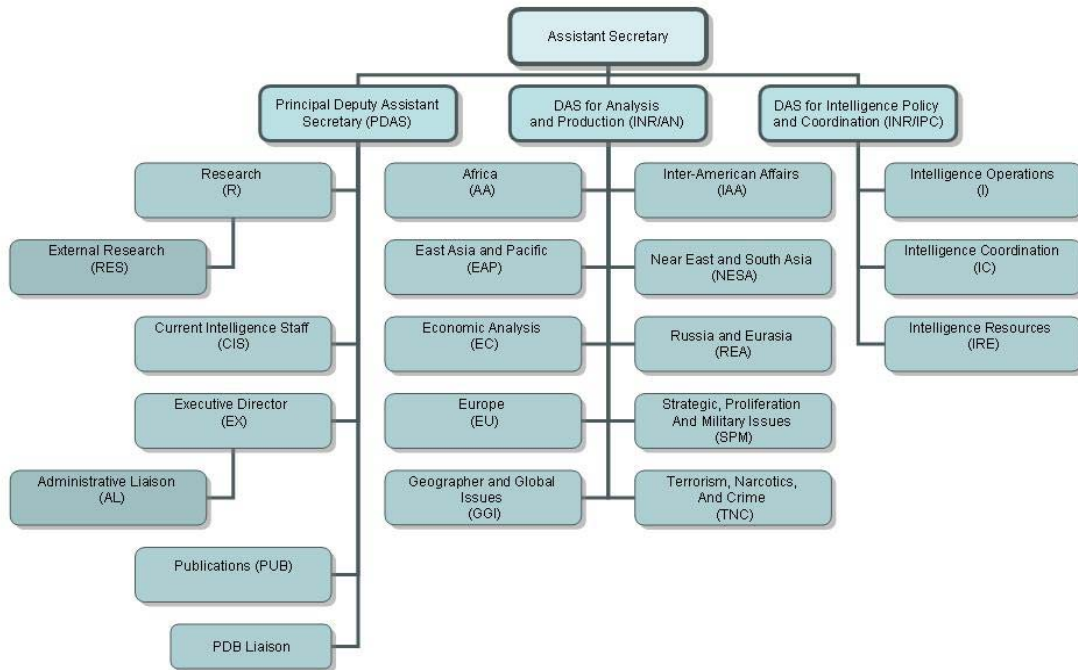 Assistant Secretary
Principal Deputy Assistant
Secretary (PDAS)
DAS for Analysis
and Production (INR/AN)
DAS for Intelligence Policy
and Coordination (INR/IPC)
Research
(R)
External Research
(RES)
Current Intelligence Staff
(CIS)
Executive Director
(EX)
Administrative Liaison
(AL)
Publications (PUB)
PDB Liaison
Africa
(AA)
East Asia and Pacific
(EAP)
Economic Analysis
(EC)
Europe
(EU)
Geographer and Global
Issues
(GGI)
Inter-American Affairs
(IAA)
Near East and South Asia
(NESA)
Russia and Eurasia
(REA)
Strategic, Proliferation
And Military Issues
(SPM)
Terrorism, Narcotics,
And Crime
(TNC)
Intelligence Operations
(I)
Intelligence Coordination
(IC)
Intelligence Resources
(IRE)